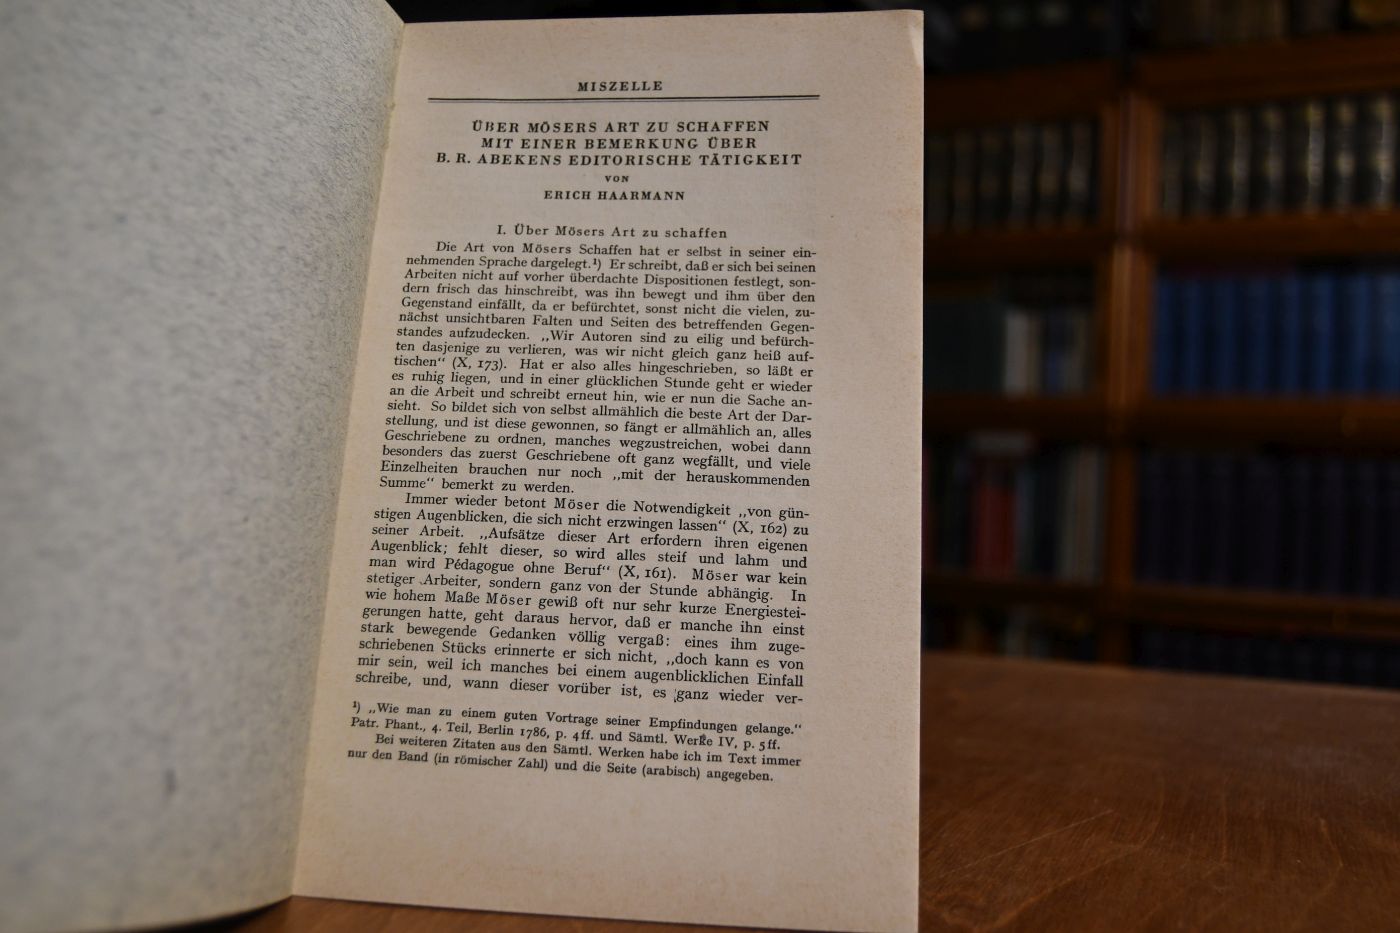 MISZELLE
ÜBER MÖSERS ART ZU SCHAFFEN
MIT EINER BEMERKUNG ÜBER
B. R. ABEKENS EDITORISCHE TÄTIGKEIT
VON
ERICH HAARMANN
I. Über Mösers Art zu schaffen
Die Art von Mösers Schaffen hat er selbst in seiner ein-
nehmenden Sprache dargelegt.¹) Er schreibt, daß er sich bei seinen
Arbeiten nicht auf vorher überdachte Dispositionen festlegt, son-
dern frisch das hinschreibt, was ihn bewegt und ihm über den
Gegenstand einfällt, da er befürchtet, sonst nicht die vielen, zu-
nächst unsichtbaren Falten und Seiten des betreffenden Gegen-
standes aufzudecken. „Wir Autoren sind zu eilig und befürch-
ten dasjenige zu verlieren, was wir nicht gleich ganz heiß auf-
tischen“ (X, 173). Hat er also alles hingeschrieben, so läßt er
es ruhig liegen, und in einer glücklichen Stunde geht er wieder
an die Arbeit und schreibt erneut hin, wie er nun die Sache an-
sieht. So bildet sich von selbst allmählich die beste Art der Dar-
stellung, und ist diese gewonnen, so fängt er allmählich an, alles
Geschriebene zu ordnen, manches wegzustreichen, wobei dann
besonders das zuerst Geschriebene oft ganz wegfällt, und viele
Einzelheiten brauchen nur noch „mit der herauskommenden
Summe“ bemerkt zu werden.
Immer wieder betont Möser die Notwendigkeit „von gün-
stigen Augenblicken, die sich nicht erzwingen lassen“ (X, 162) zu
seiner Arbeit. „Aufsätze dieser Art erfordern ihren eigenen
Augenblick; fehlt dieser, so wird alles steif und lahm und
man wird Pédagogue ohne Beruf“ (X, 161). Möser war kein
stetiger Arbeiter, sondern ganz von der Stunde abhängig. In
wie hohem Maße Möser gewiß oft nur sehr kurze Energiestei-
gerungen hatte, geht daraus hervor, daß er manche ihn einst
stark bewegende Gedanken völlig vergaß: eines ihm zuge-
schriebenen Stücks erinnerte er sich nicht, „doch kann es von
mir sein, weil ich manches bei einem augenblicklichen Einfall
schreibe, und, wann dieser vorüber ist, es ganz wieder ver-
¹) „Wie man zu einem guten Vortrage seiner Empfindungen gelange.“
Patr. Phant., 4. Teil, Berlin 1786, p. 4ff. und Sämtl. Werke IV, p. 5ff.
Bei weiteren Zitaten aus den Sämtl. Werken habe ich im Text immer
nur den Band (in römischer Zahl) und die Seite (arabisch) angegeben.